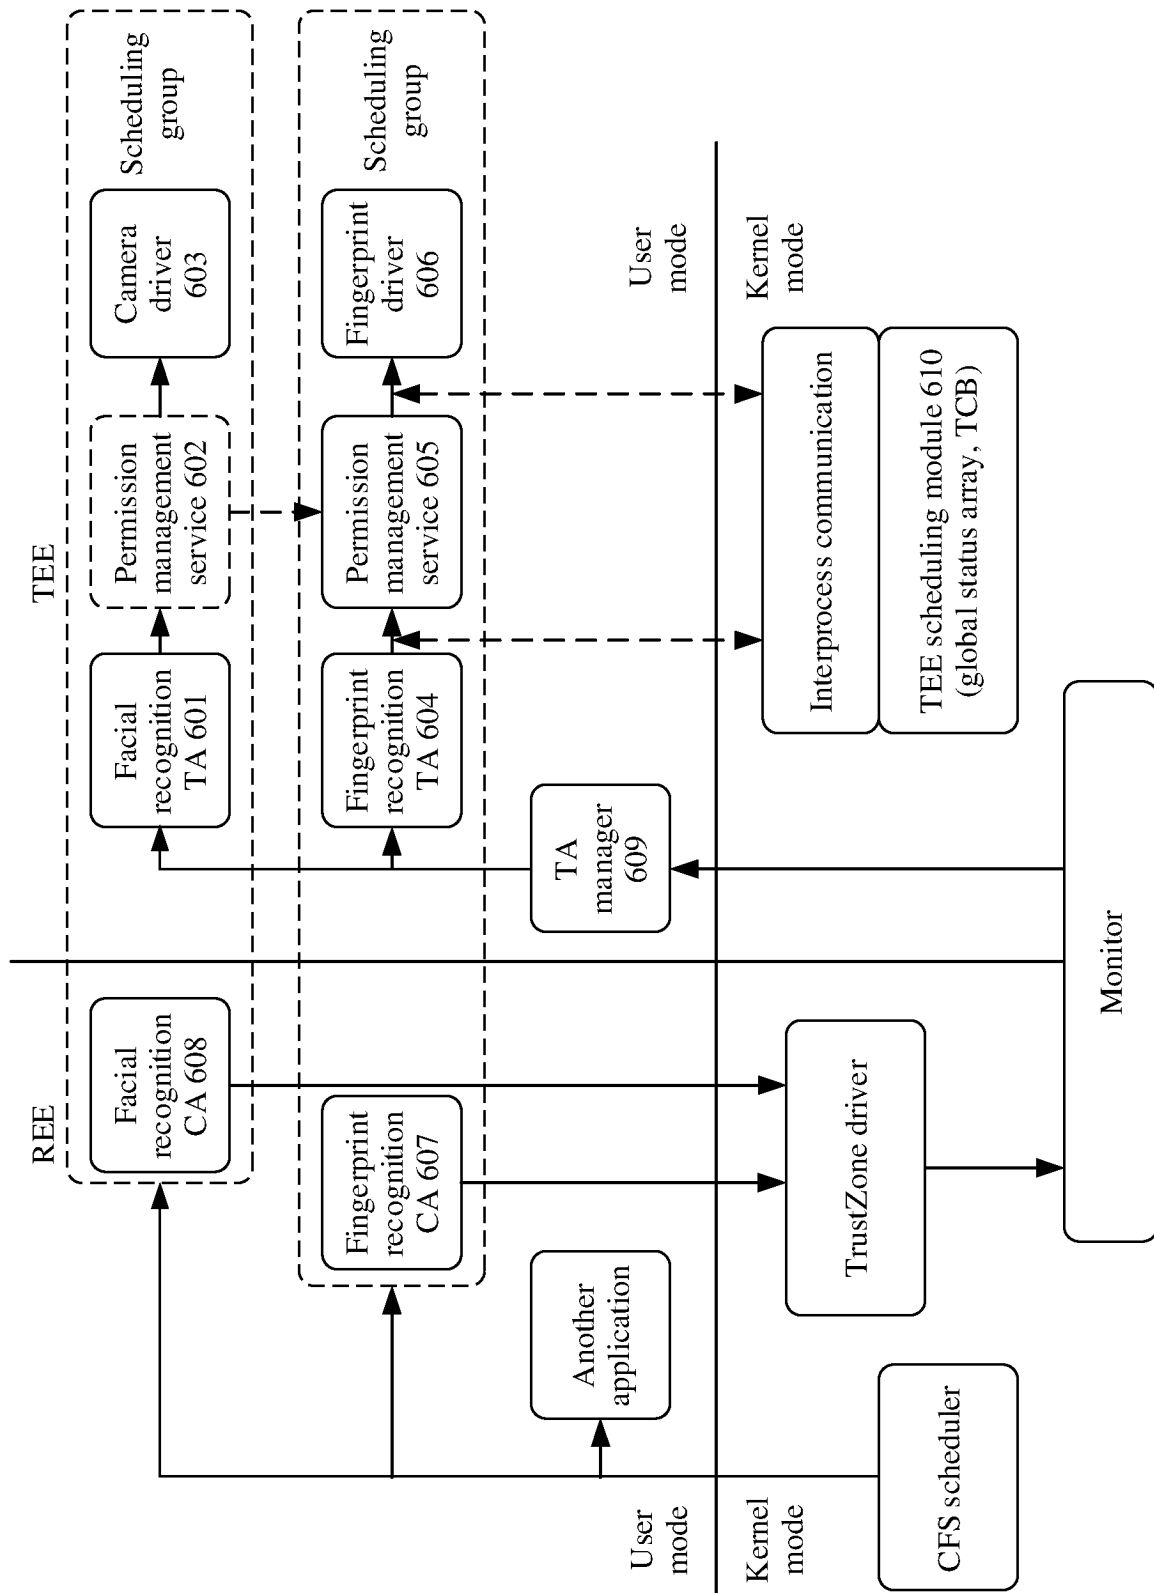 REE
TEE
Facial
recognition
CA 608
Facial
recognition
TA 601
Permission
management
service 602
Camera
driver
603
Scheduling
group
Fingerprint
recognition
CA 607
Fingerprint
recognition
TA 604
Permission
management
service 605
Fingerprint
driver
606
Scheduling
group
Another
application
TA
manager
609
User
mode
User
mode
Kernel
mode
Kernel
mode
TrustZone driver
Interprocess communication
CFS scheduler
TEE scheduling module 610
(global status array, TCB)
Monitor